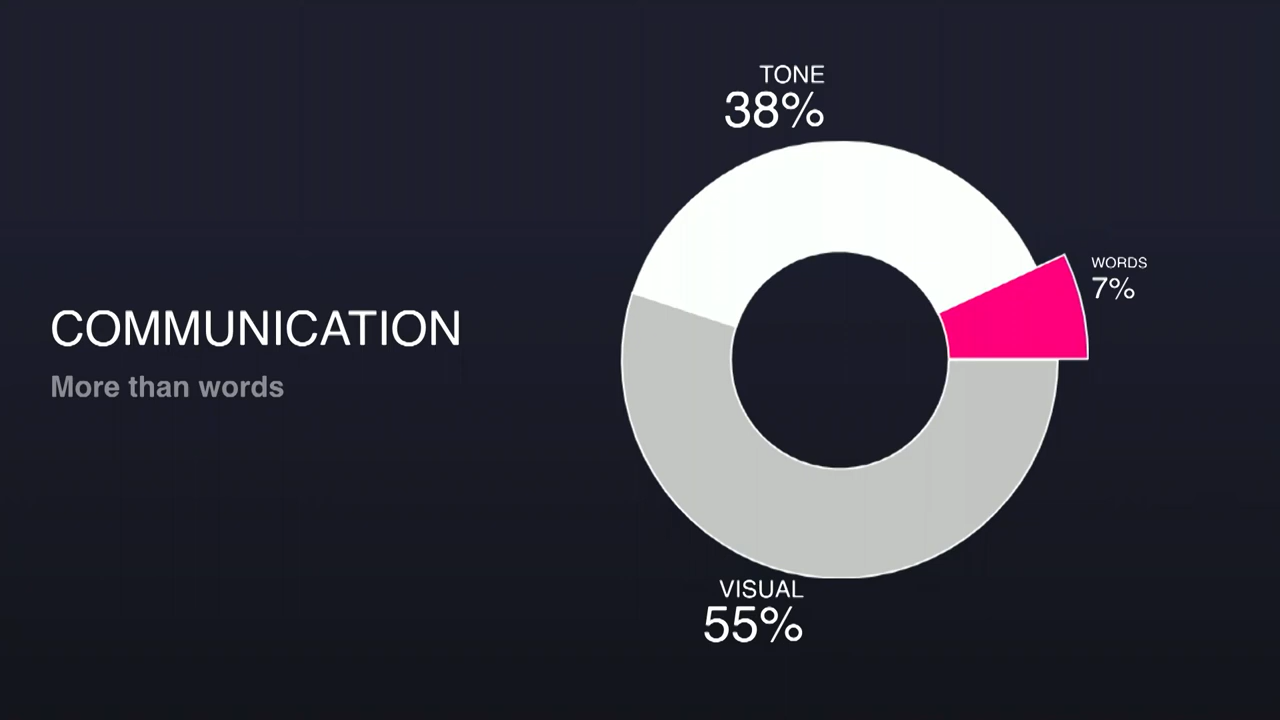 COMMUNICATION
More than words
TONE
38%
WORDS
7%
VISUAL
55%